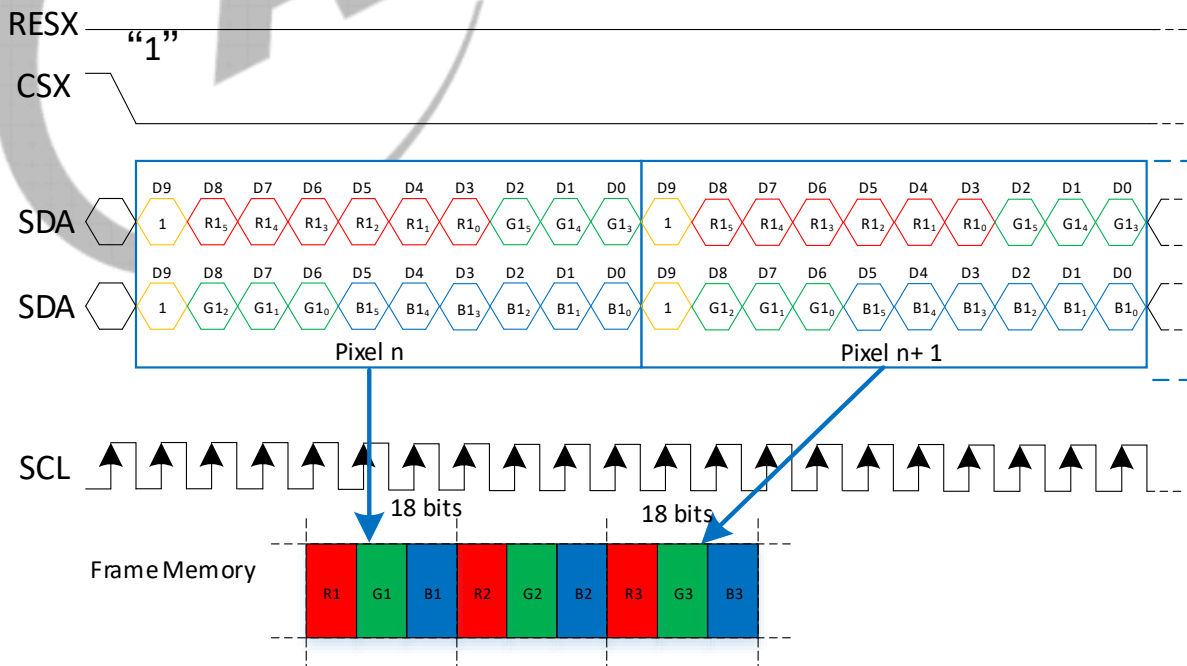 RESX
“1”
CSX
D9 D8 D7 D6 D5 D4 D3 D2 D1 D0 D9 D8 D7 D6 D5 D4 D3 D2 D1 D0
SDA 1 R1₅ R1₄ R1₃ R1₂ R1₁ R1₀ G1₅ G1₄ G1₃ 1 R1₅ R1₄ R1₃ R1₂ R1₁ R1₀ G1₅ G1₄ G1₃
D9 D8 D7 D6 D5 D4 D3 D2 D1 D0 D9 D8 D7 D6 D5 D4 D3 D2 D1 D0
SDA 1 G1₂ G1₁ G1₀ B1₅ B1₄ B1₃ B1₂ B1₁ B1₀ 1 G1₂ G1₁ G1₀ B1₅ B1₄ B1₃ B1₂ B1₁ B1₀
Pixel n Pixel n+ 1
SCL
18 bits 18 bits
Frame Memory
R1 G1 B1 R2 G2 B2 R3 G3 B3